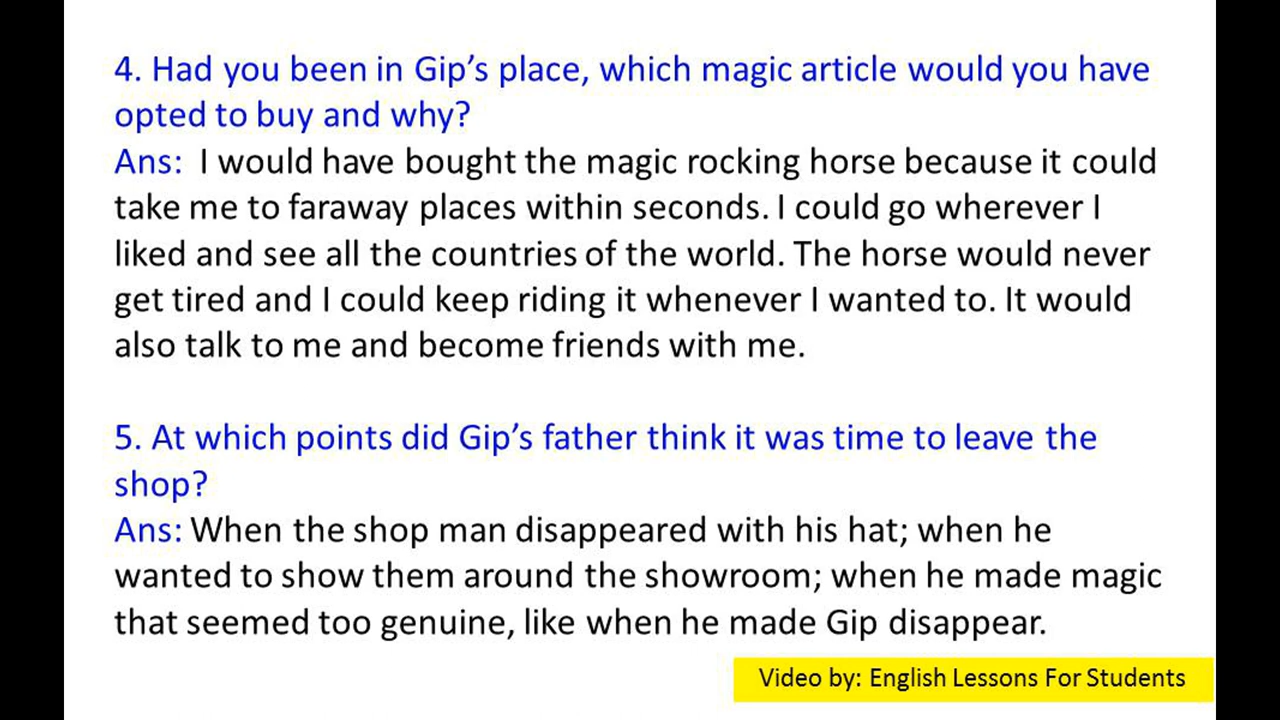 4. Had you been in Gip’s place, which magic article would you have
opted to buy and why?
Ans: I would have bought the magic rocking horse because it could
take me to faraway places within seconds. I could go wherever I
liked and see all the countries of the world. The horse would never
get tired and I could keep riding it whenever I wanted to. It would
also talk to me and become friends with me.
5. At which points did Gip’s father think it was time to leave the
shop?
Ans: When the shop man disappeared with his hat; when he
wanted to show them around the showroom; when he made magic
that seemed too genuine, like when he made Gip disappear.
Video by: English Lessons For Students